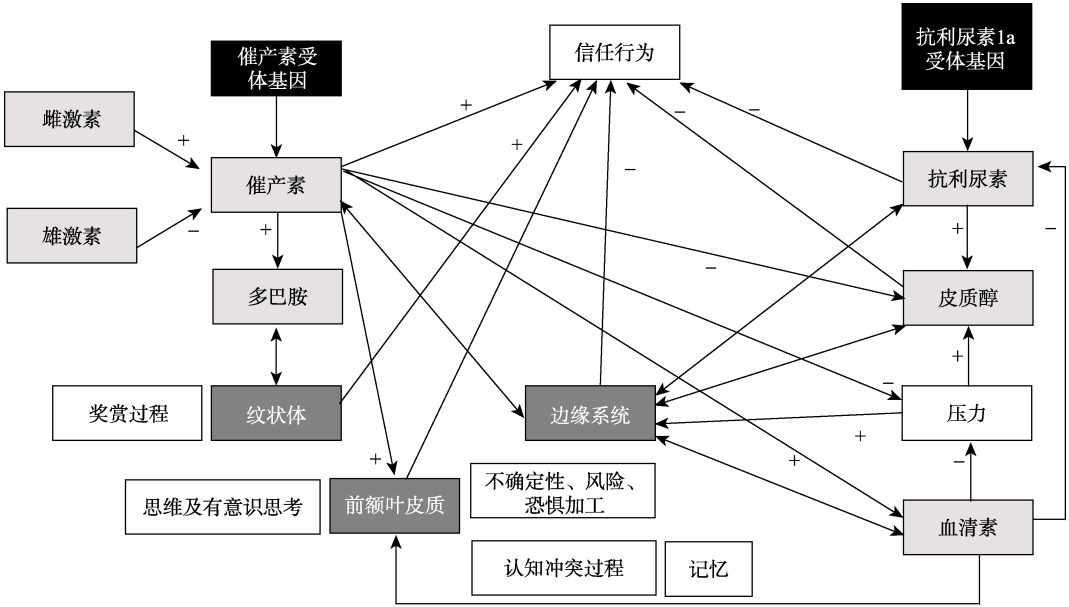 催产素受
体基因
信任行为
抗利尿素1a
受体基因
雌激素
+
+
−
−
+
催产素
−
抗利尿素
雄激素
−
+
+
−
多巴胺
−
皮质醇
+
奖赏过程
纹状体
边缘系统
−
压力
+
+
+
−
思维及有意识思考
前额叶皮质
不确定性、风险、
恐惧加工
血清素
认知冲突过程
记忆